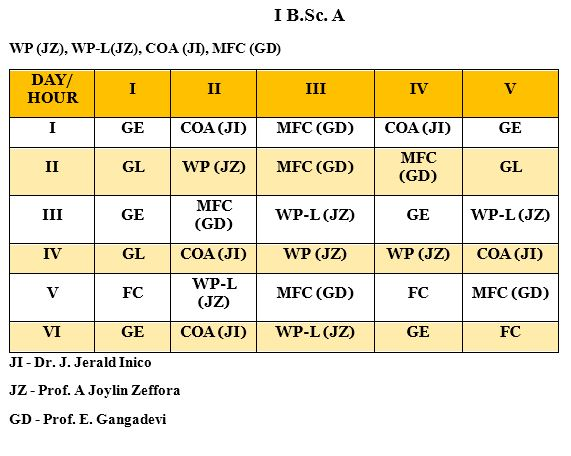 I B.Sc. A
WP (JZ), WP-L(JZ), COA (JI), MFC (GD)
DAY/ HOUR I II III IV V
I GE COA (JI) MFC (GD) COA (JI) GE
II GL WP (JZ) MFC (GD) MFC (GD) GL
III GE MFC (GD) WP-L (JZ) GE WP-L (JZ)
IV GL COA (JI) WP (JZ) WP (JZ) COA (JI)
V FC WP-L (JZ) MFC (GD) FC MFC (GD)
VI GE COA (JI) WP-L (JZ) GE FC
JI - Dr. J. Jerald Inico
JZ - Prof. A Joylin Zeffora
GD - Prof. E. Gangadevi